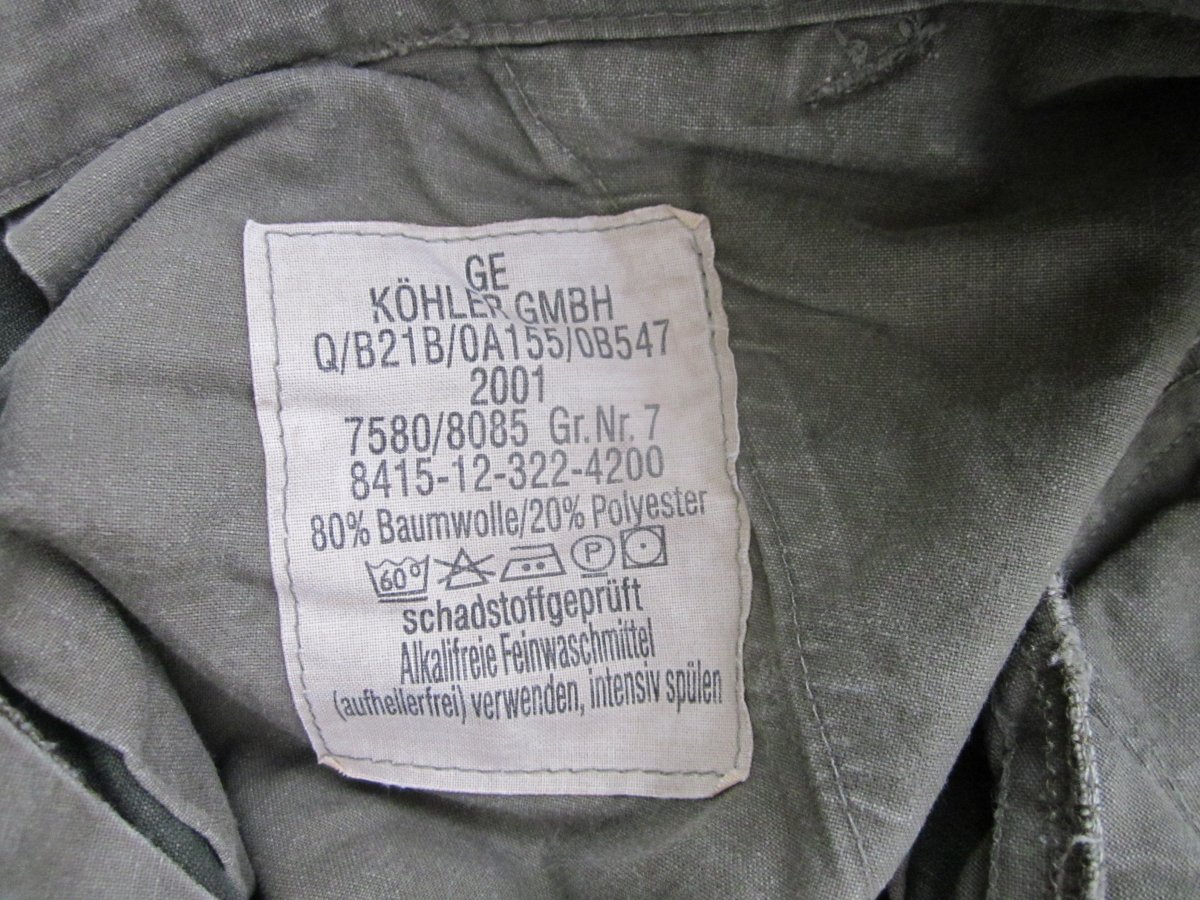 GE
KÖHLER GMBH
Q/B21B/0A155/0B547
2001
7580/8085 Gr. Nr. 7
8415-12-322-4200
80% Baumwolle/20% Polyester
60° P
schadstoffgeprüft
Alkalifreie Feinwaschmittel
(aufhellerfrei) verwenden, intensiv spülen